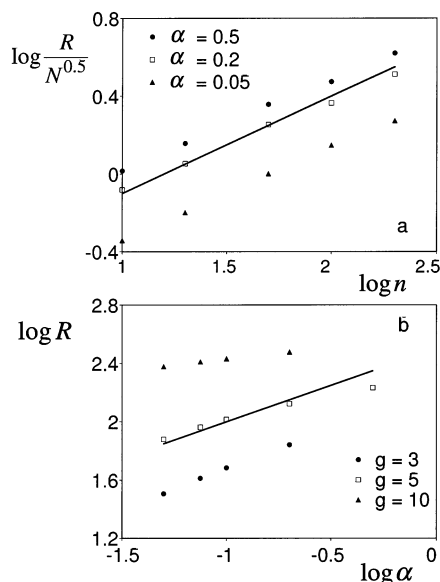 log R/N^0.5
0.8
0.4
0
-0.4
● α = 0.5
□ α = 0.2
▲ α = 0.05
a
1
1.5
2
2.5
log n
log R
2.8
2.4
2
1.6
1.2
b
● g = 3
□ g = 5
▲ g = 10
-1.5
-1
-0.5
0
log α